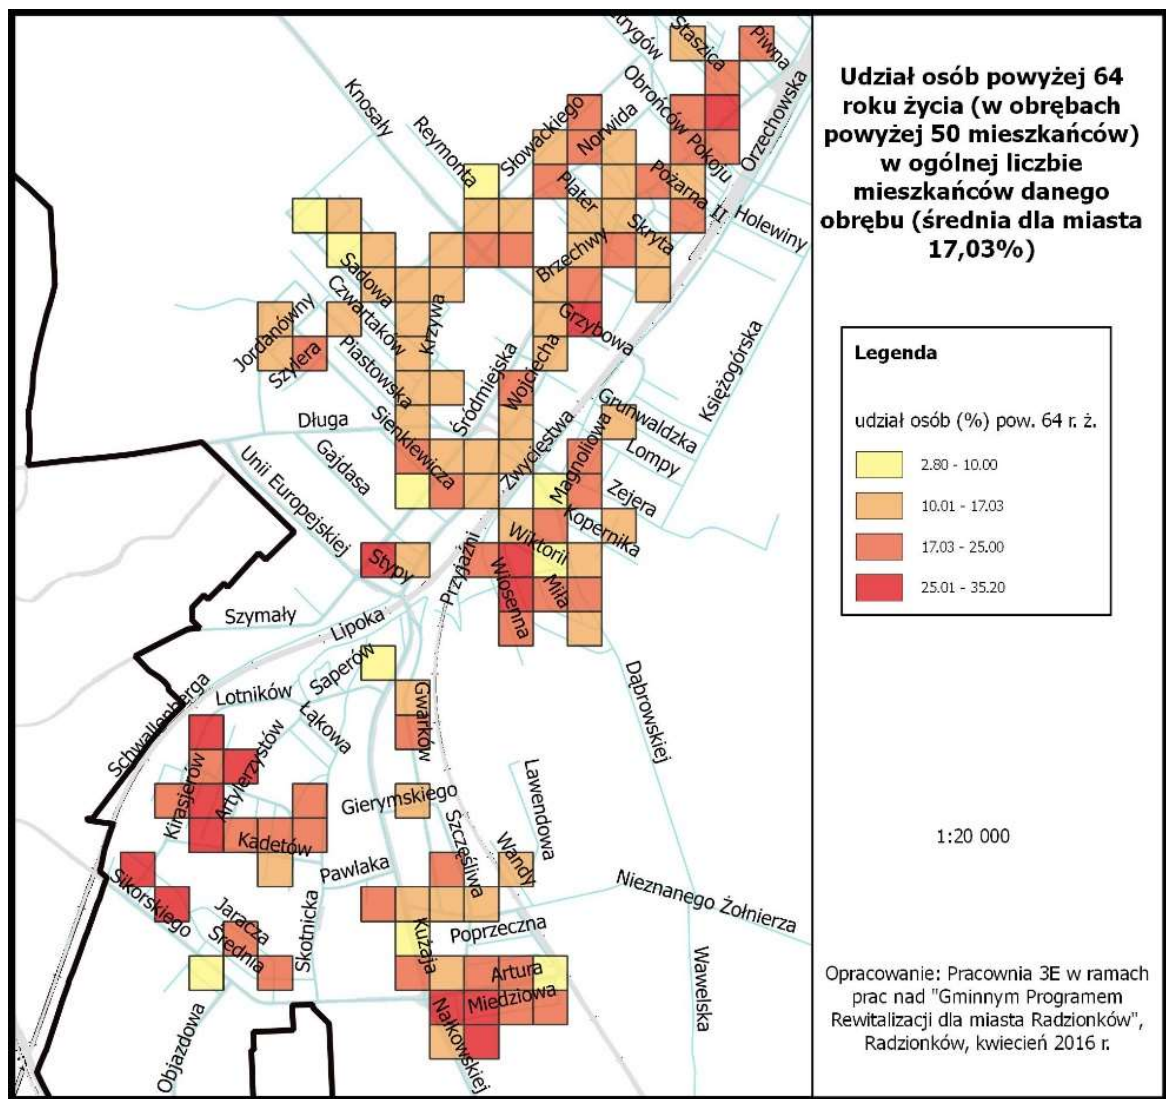 Staszica
Piwna
Obrońców Pokoju
Orzechowska
Knosały
Reymonta
Słowackiego
Norwida
Plater
Pożarna
II
Holewiny
Skryta
Brzechwy
Sadowa
Czwartaków
Krzywa
Jordanówny
Szylera
Piastowska
Grzybowa
Śródmiejska
Wojciecha
Księżogórska
Długa
Sienkiewicza
Zwycięstwa
Grunwaldzka
Magnoliowa
Lompy
Gajdasa
Unii Europejskiej
Zejera
Kopernika
Wiktorii
Stypy
Przyjaźni
Wiosenna
Miła
Szymały
Lipoka
Saperów
Dąbrowskiej
Schwallenberga
Lotników
Łąkowa
Gwarków
Artylerzystów
Kirasjerów
Gierymskiego
Lawendowa
Kadetów
Szczęśliwa
Wandy
Pawlaka
Sikorskiego
Nieznanego Żołnierza
Jaracza
Średnia
Skotnicka
Kużaja
Poprzeczna
Wawelska
Artura
Miedziowa
Nałkowskiej
Objazdowa
Udział osób powyżej 64
roku życia (w obrębach
powyżej 50 mieszkańców)
w ogólnej liczbie
mieszkańców danego
obrębu (średnia dla miasta
17,03%)
Legenda
udział osób (%) pow. 64 r. ż.
2.80 - 10.00
10.01 - 17.03
17.03 - 25.00
25.01 - 35.20
1:20 000
Opracowanie: Pracownia 3E w ramach
prac nad "Gminnym Programem
Rewitalizacji dla miasta Radzionków",
Radzionków, kwiecień 2016 r.